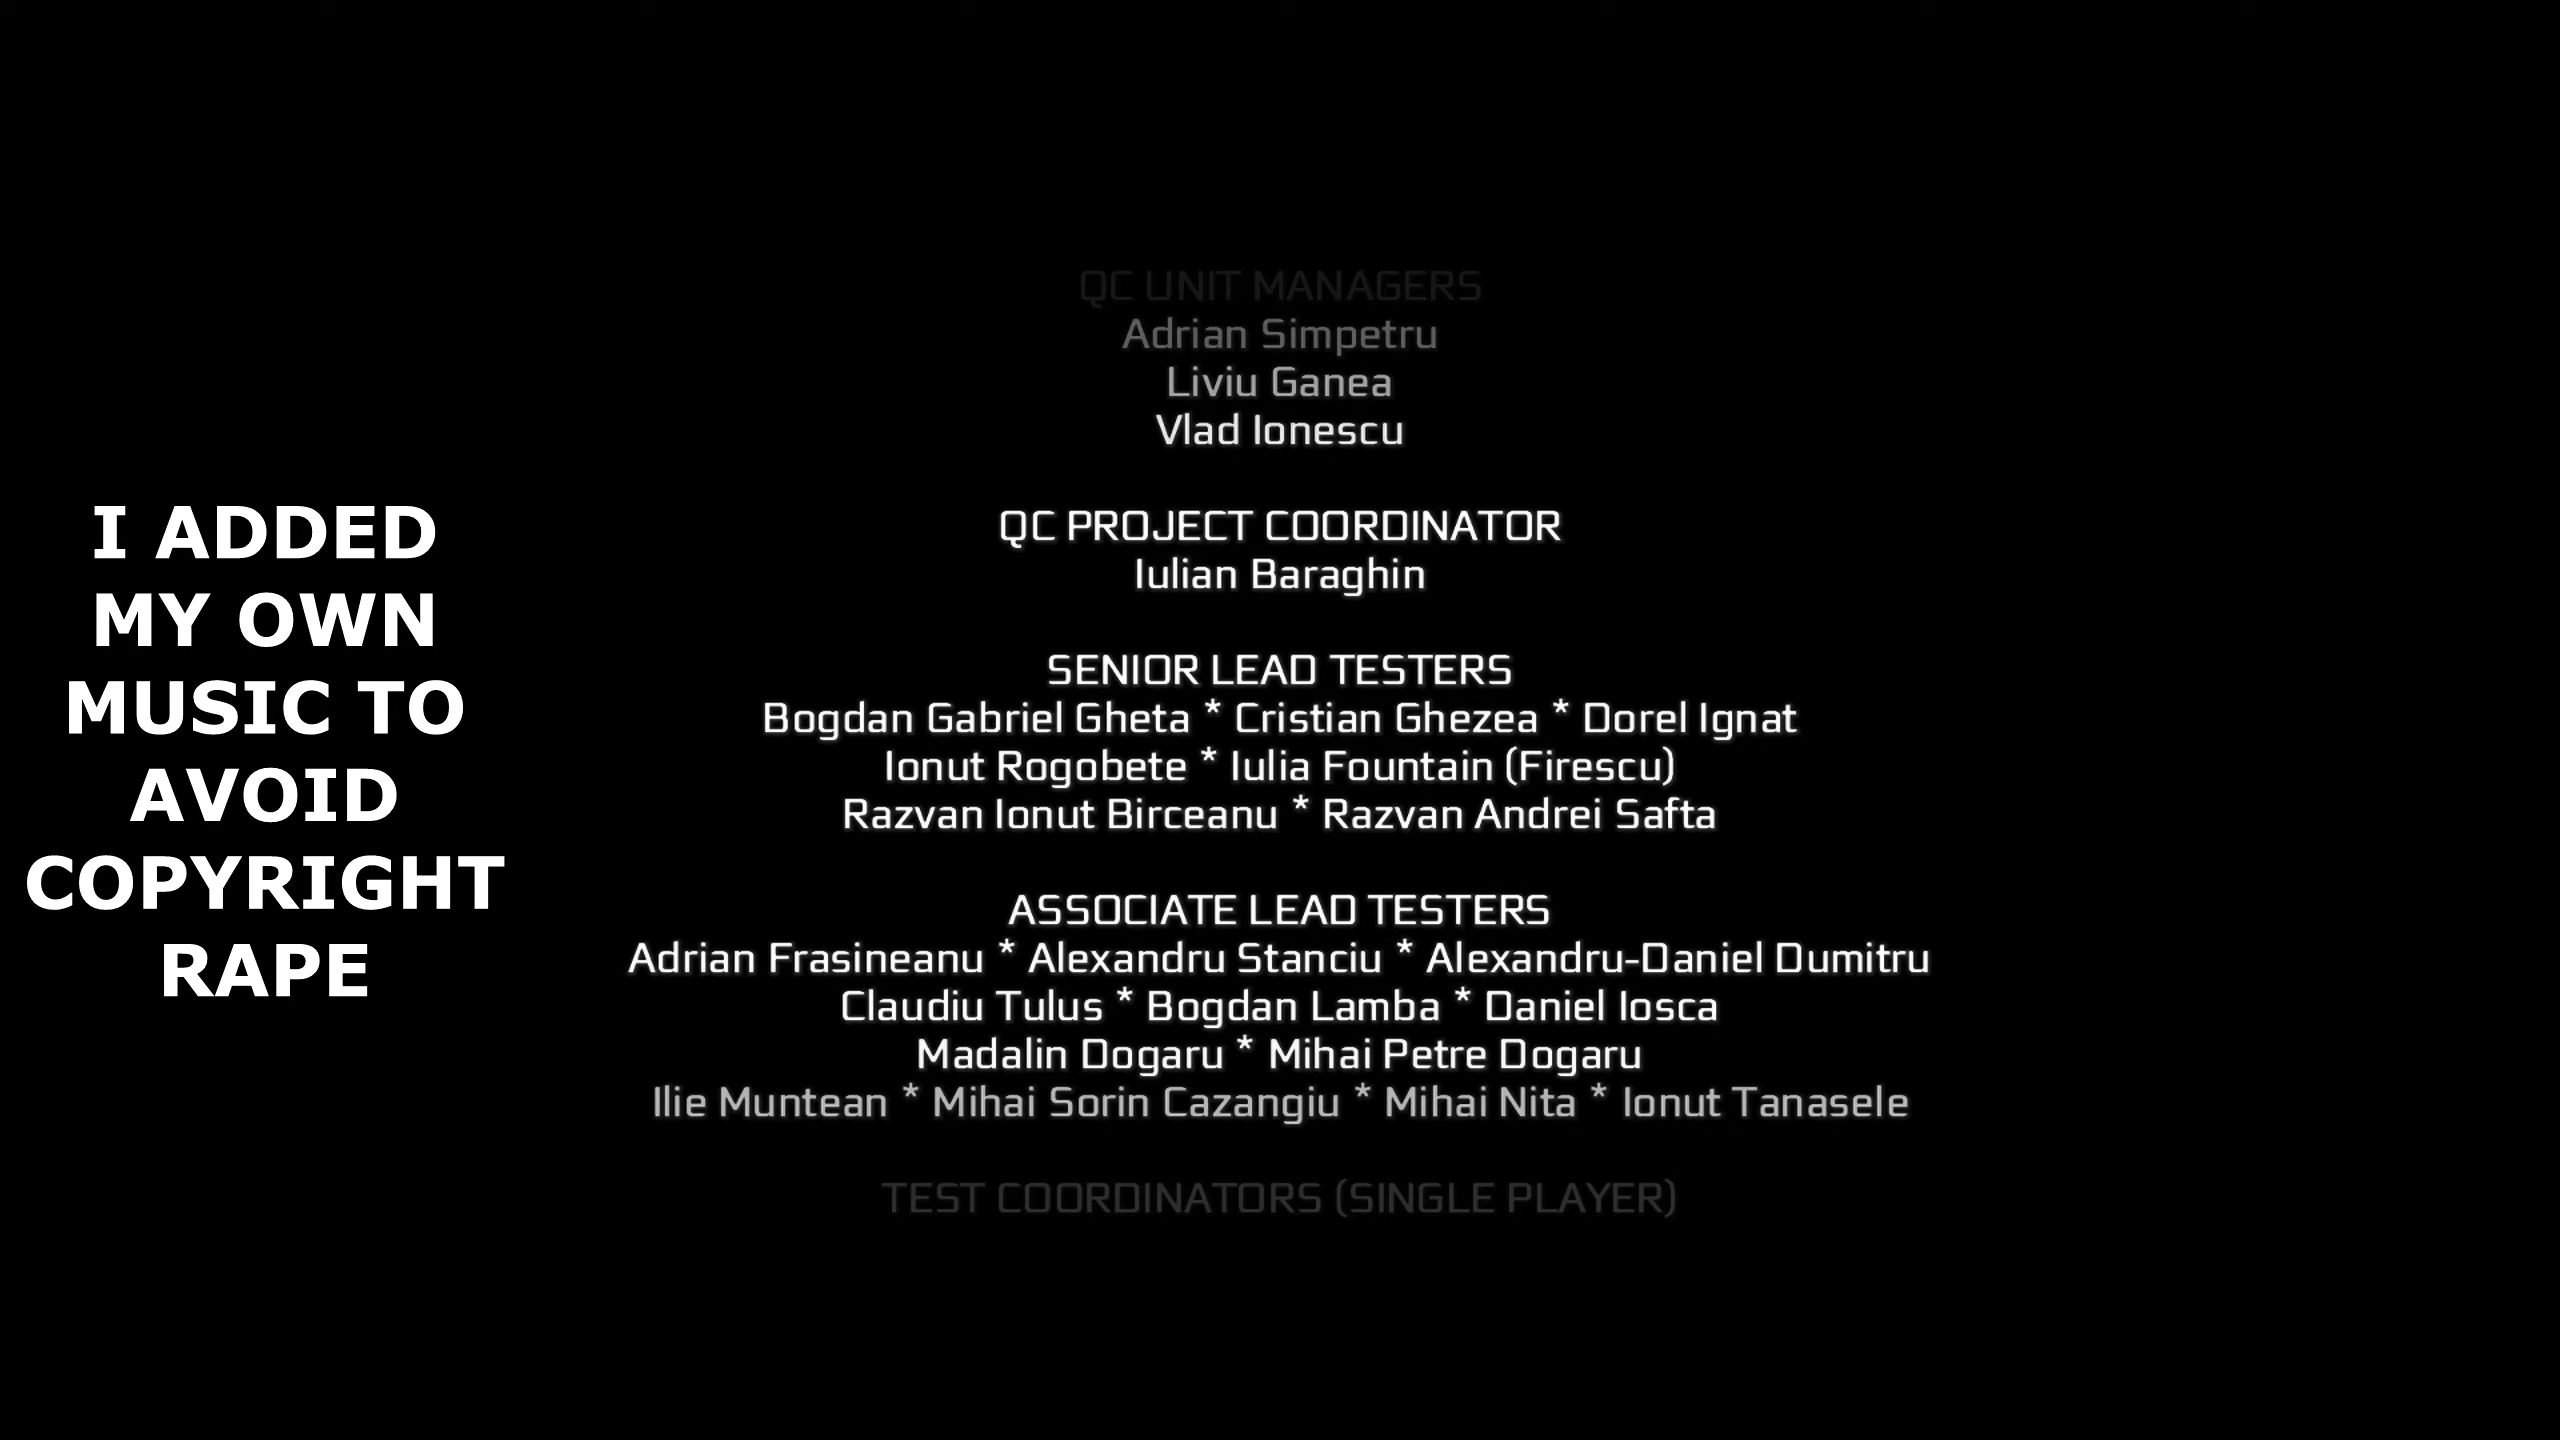 I ADDED
MY OWN
MUSIC TO
AVOID
COPYRIGHT
RAPE
QC UNIT MANAGERS
Adrian Simpetru
Liviu Ganea
Vlad Ionescu
QC PROJECT COORDINATOR
Iulian Baraghin
SENIOR LEAD TESTERS
Bogdan Gabriel Gheta * Cristian Ghezea * Dorel Ignat
Ionut Rogobete * Iulia Fountain (Firescu)
Razvan Ionut Birceanu * Razvan Andrei Safta
ASSOCIATE LEAD TESTERS
Adrian Frasineanu * Alexandru Stanciu * Alexandru-Daniel Dumitru
Claudiu Tulus * Bogdan Lamba * Daniel Iosca
Madalin Dogaru * Mihai Petre Dogaru
Ilie Muntean * Mihai Sorin Cazangiu * Mihai Nita * Ionut Tanasele
TEST COORDINATORS (SINGLE PLAYER)